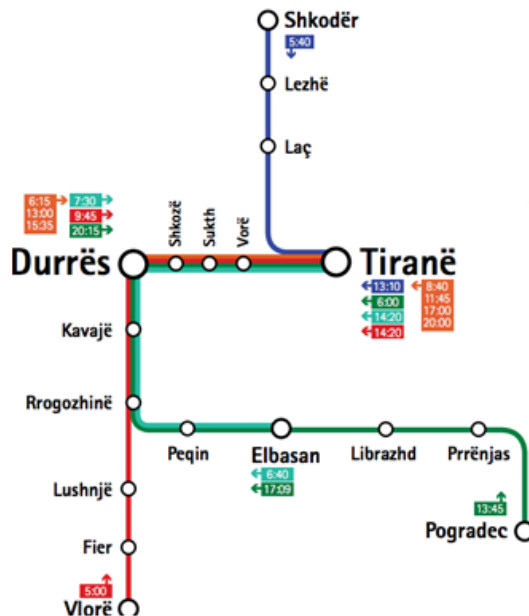 Shkodër
5:40
Lezhë
Laç
6:15 7:30
13:00 9:45
15:35 20:15
Shkozë
Sukth
Vorë
Durrës
Tiranë
13:10 8:40
6:00 11:45
14:20 17:00
14:20 20:00
Kavajë
Rrogozhinë
Peqin
Elbasan
Librazhd
Prrënjas
6:40
17:09
Lushnjë
13:45
Pogradec
Fier
5:00
Vlorë